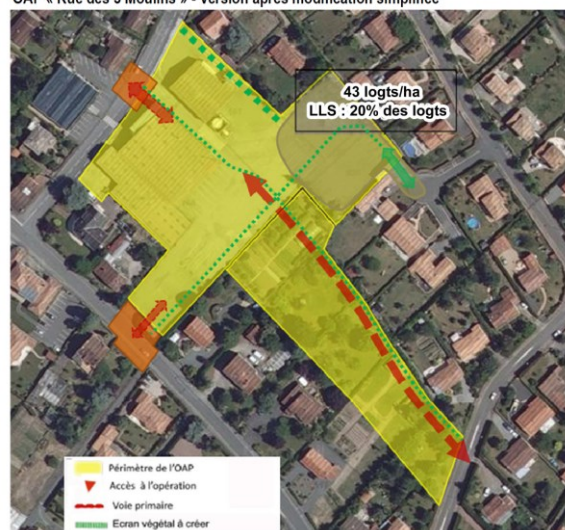 OAP « Rue des 3 Moulins » - version après modification simplifiée
43 logts/ha
LLS : 20% des logts
Périmètre de l'OAP
Accès à l'opération
Voie primaire
Ecran végétal à créer